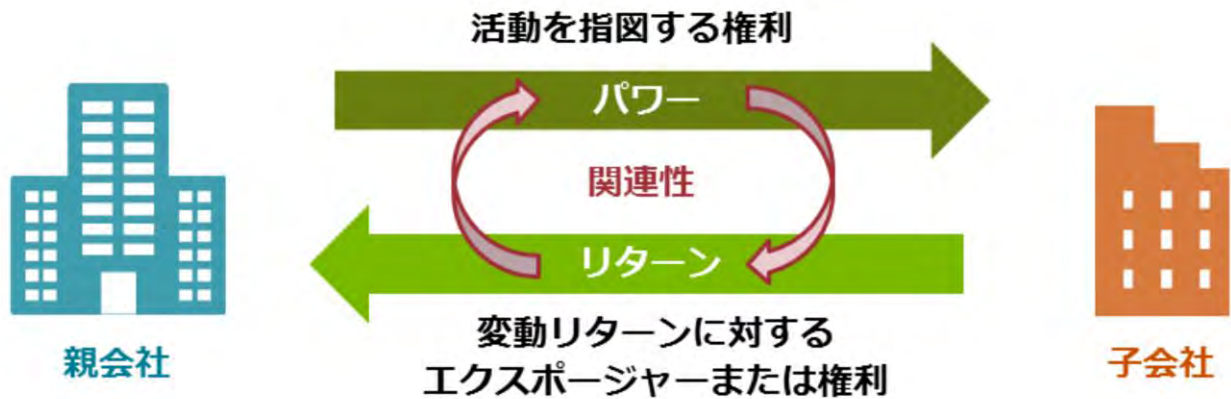 活動を指図する権利
パワー
関連性
リターン
変動リターンに対する
エクスポージャーまたは権利
親会社
子会社